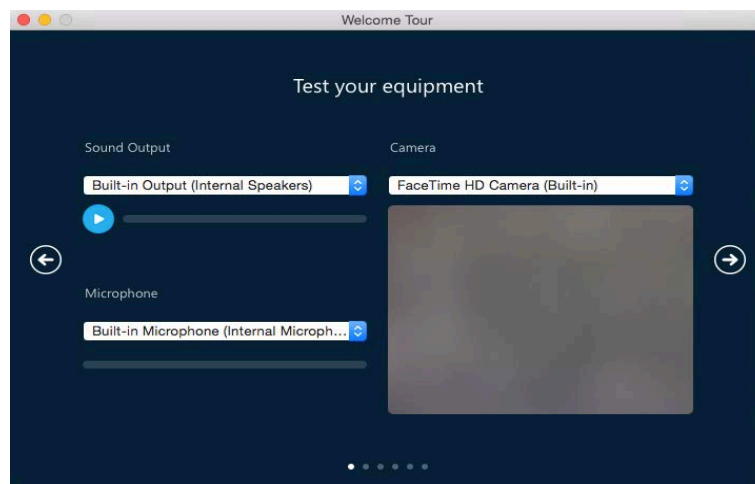 Welcome Tour
Test your equipment
Sound Output
Built-in Output (Internal Speakers)
Microphone
Built-in Microphone (Internal Microph...
Camera
FaceTime HD Camera (Built-in)